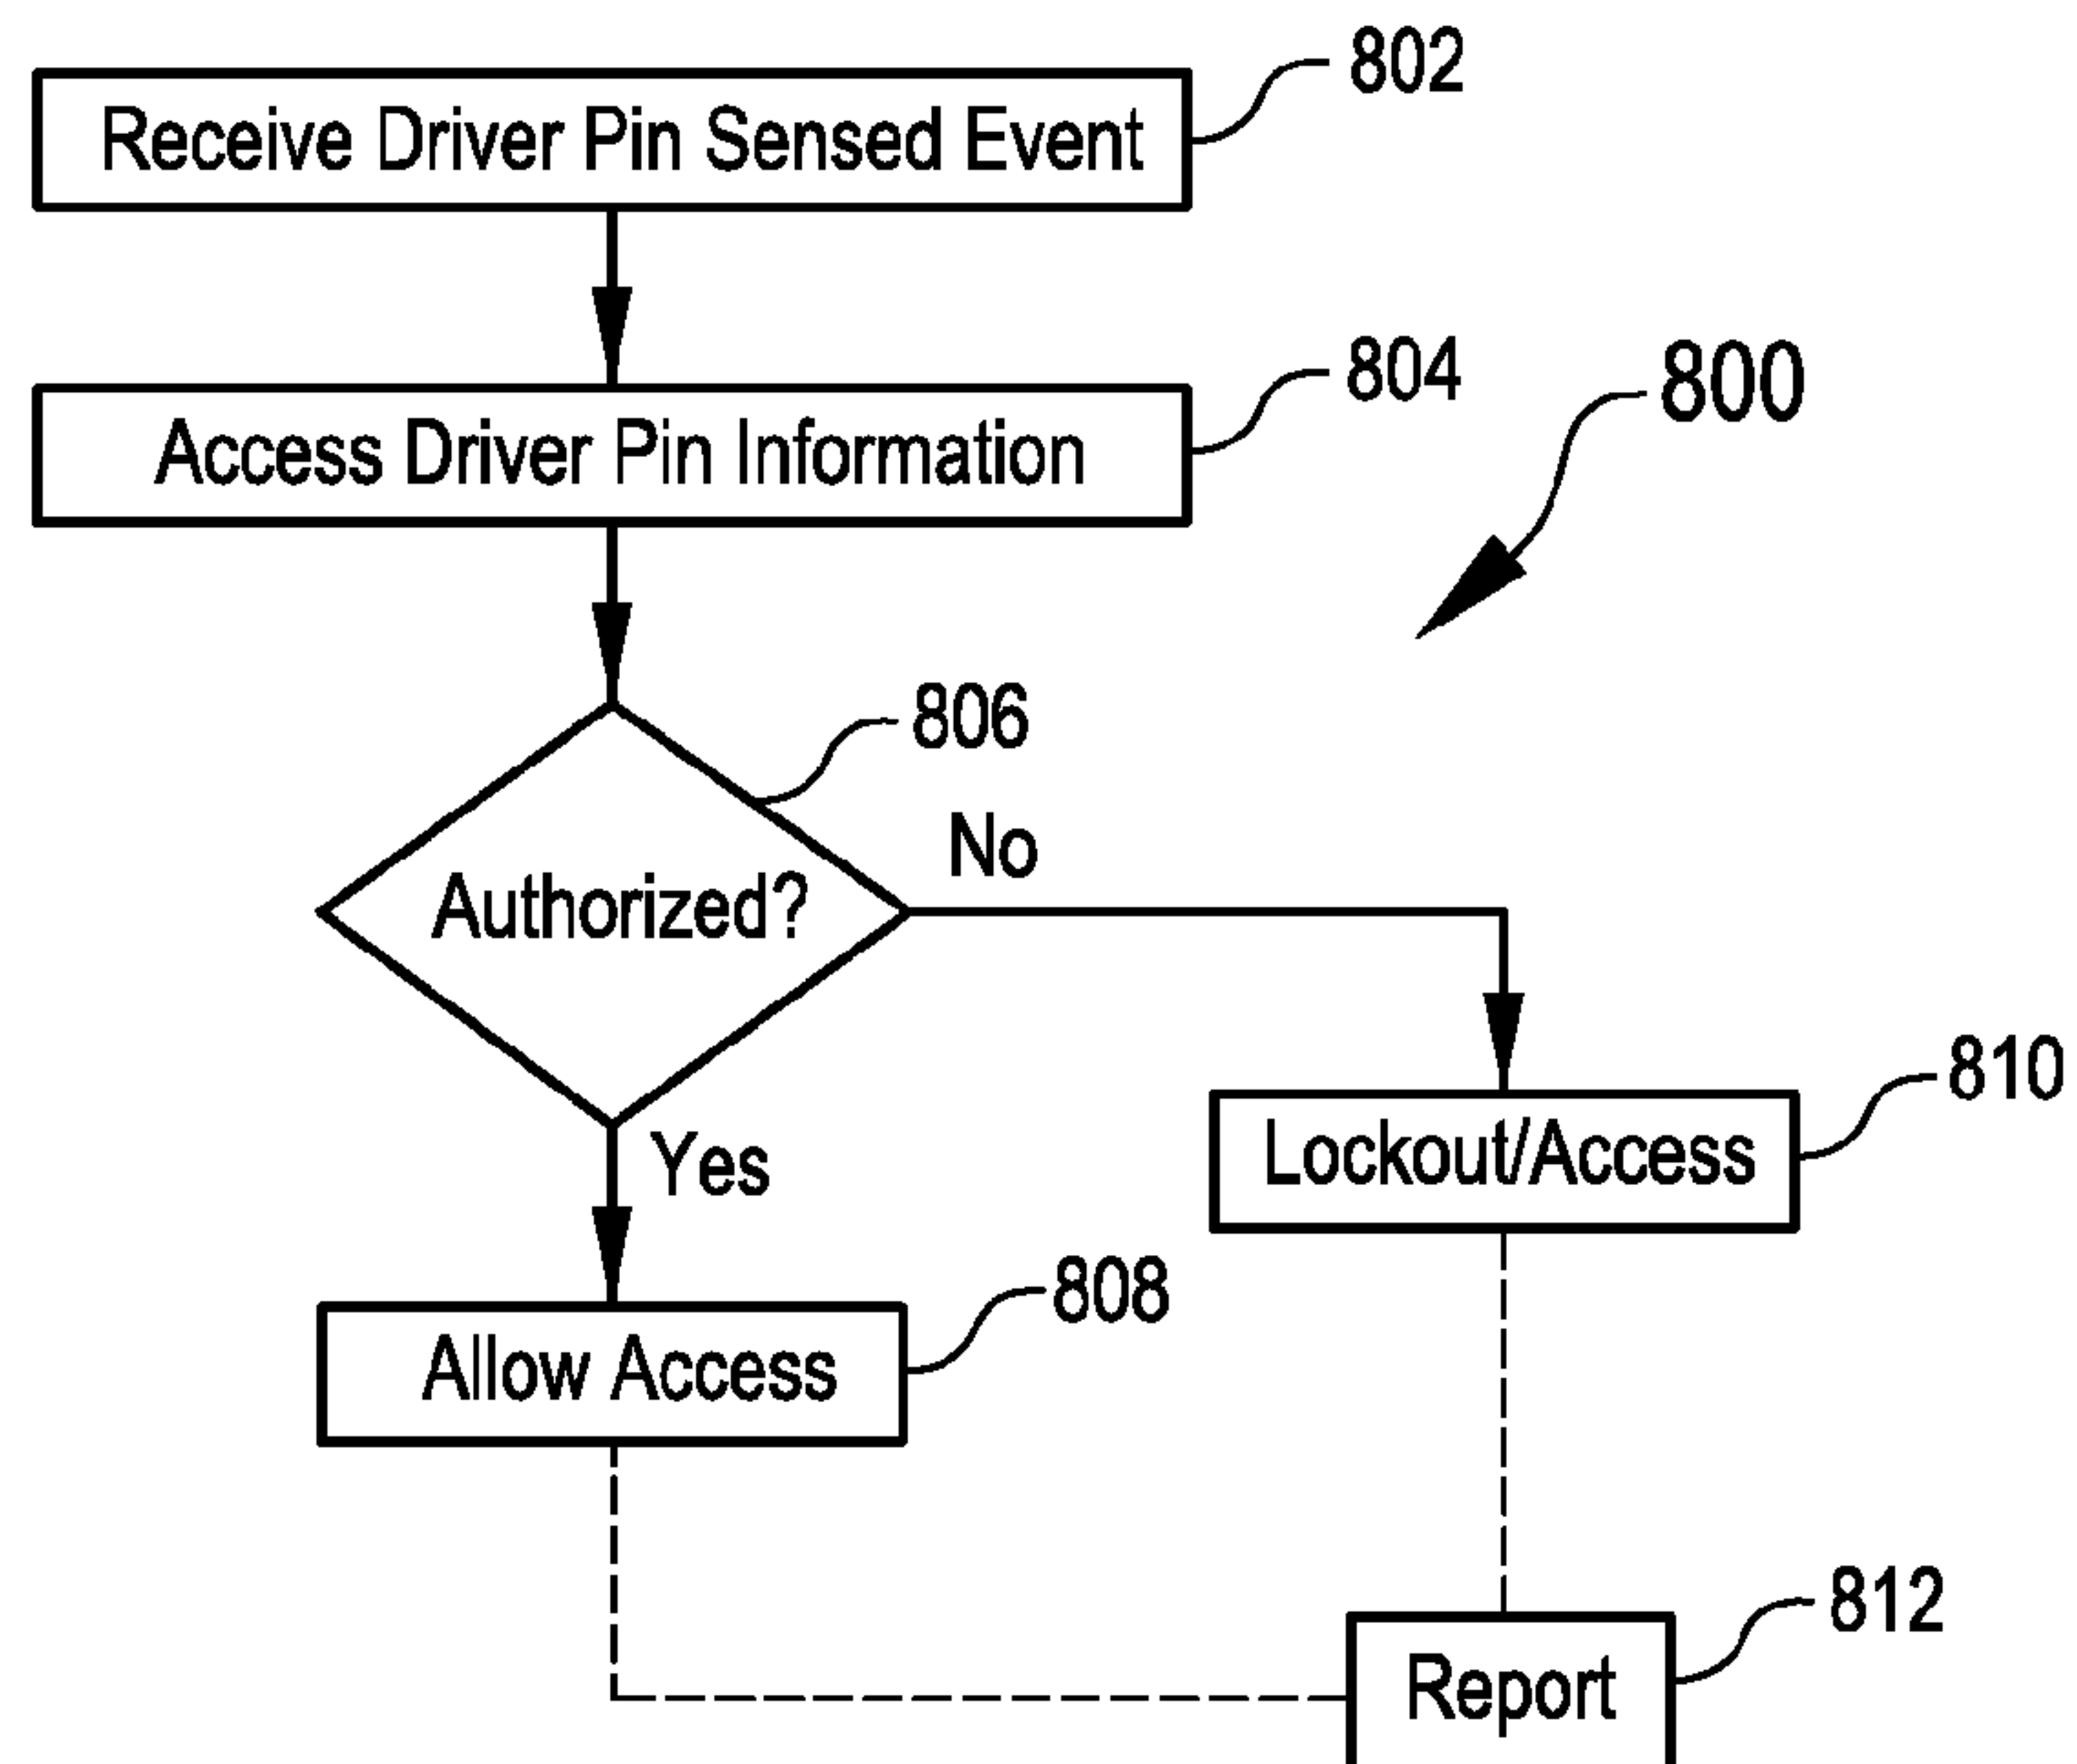 802
Receive Driver Pin Sensed Event
804
Access Driver Pin Information
800
806
Authorized?
No
Yes
810
Lockout/Access
808
Allow Access
812
Report